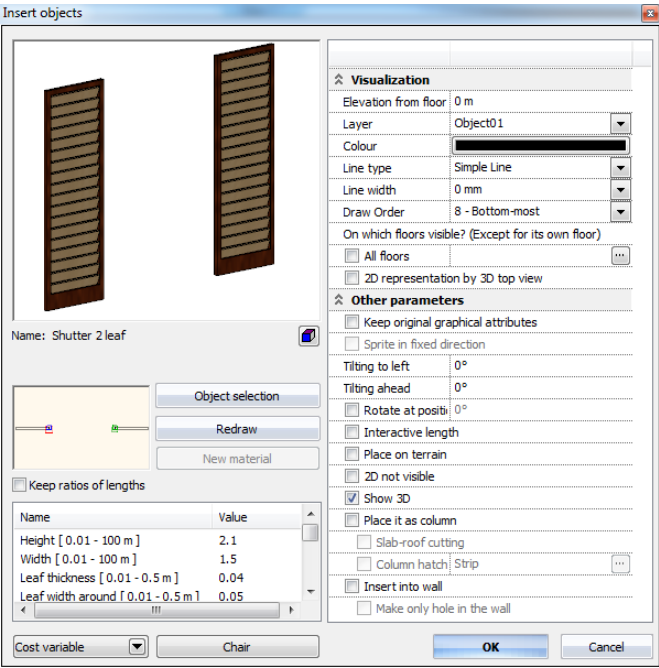 Insert objects
Name: Shutter 2 leaf
Object selection
Redraw
New material
Keep ratios of lengths
Name Value
Height [ 0.01 - 100 m ] 2.1
Width [ 0.01 - 100 m ] 1.5
Leaf thickness [ 0.01 - 0.5 m ] 0.04
Leaf width around [ 0.01 - 0.5 m ] 0.05
Cost variable
Chair
Visualization
Elevation from floor 0 m
Layer Object01
Colour
Line type Simple Line
Line width 0 mm
Draw Order 8 - Bottom-most
On which floors visible? (Except for its own floor)
All floors ...
2D representation by 3D top view
Other parameters
Keep original graphical attributes
Sprite in fixed direction
Tilting to left 0°
Tilting ahead 0°
Rotate at positi 0°
Interactive length
Place on terrain
2D not visible
Show 3D
Place it as column
Slab-roof cutting
Column hatch Strip ...
Insert into wall
Make only hole in the wall
OK
Cancel